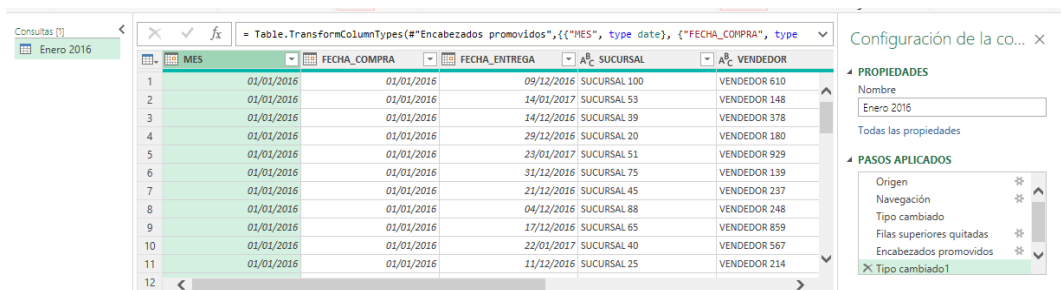 Consultas [1]
Enero 2016
fx = Table.TransformColumnTypes(#"Encabezados promovidos",{{"MES", type date}, {"FECHA_COMPRA", type
MES FECHA_COMPRA FECHA_ENTREGA ABC SUCURSAL ABC VENDEDOR
1 01/01/2016 01/01/2016 09/12/2016 SUCURSAL 100 VENDEDOR 610
2 01/01/2016 01/01/2016 14/01/2017 SUCURSAL 53 VENDEDOR 148
3 01/01/2016 01/01/2016 14/12/2016 SUCURSAL 39 VENDEDOR 378
4 01/01/2016 01/01/2016 29/12/2016 SUCURSAL 20 VENDEDOR 180
5 01/01/2016 01/01/2016 23/01/2017 SUCURSAL 51 VENDEDOR 929
6 01/01/2016 01/01/2016 31/12/2016 SUCURSAL 75 VENDEDOR 139
7 01/01/2016 01/01/2016 21/12/2016 SUCURSAL 45 VENDEDOR 237
8 01/01/2016 01/01/2016 04/12/2016 SUCURSAL 88 VENDEDOR 248
9 01/01/2016 01/01/2016 17/12/2016 SUCURSAL 65 VENDEDOR 859
10 01/01/2016 01/01/2016 22/01/2017 SUCURSAL 40 VENDEDOR 567
11 01/01/2016 01/01/2016 11/12/2016 SUCURSAL 25 VENDEDOR 214
12
Configuración de la co...
PROPIEDADES
Nombre
Enero 2016
Todas las propiedades
PASOS APLICADOS
Origen
Navegación
Tipo cambiado
Filas superiores quitadas
Encabezados promovidos
Tipo cambiado1